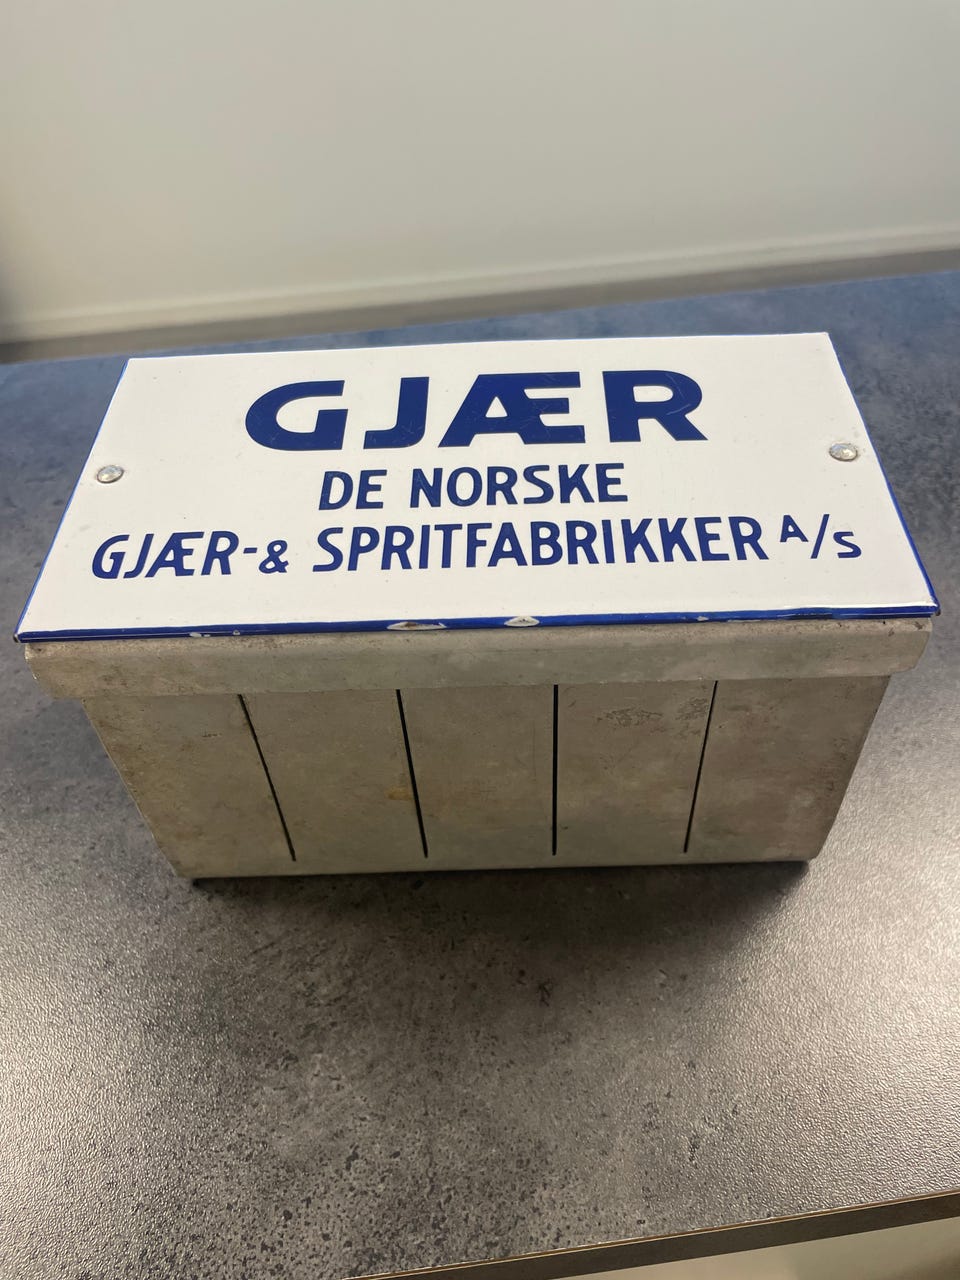 GJÆR
DE NORSKE
GJÆR-& SPRITFABRIKKER A/S